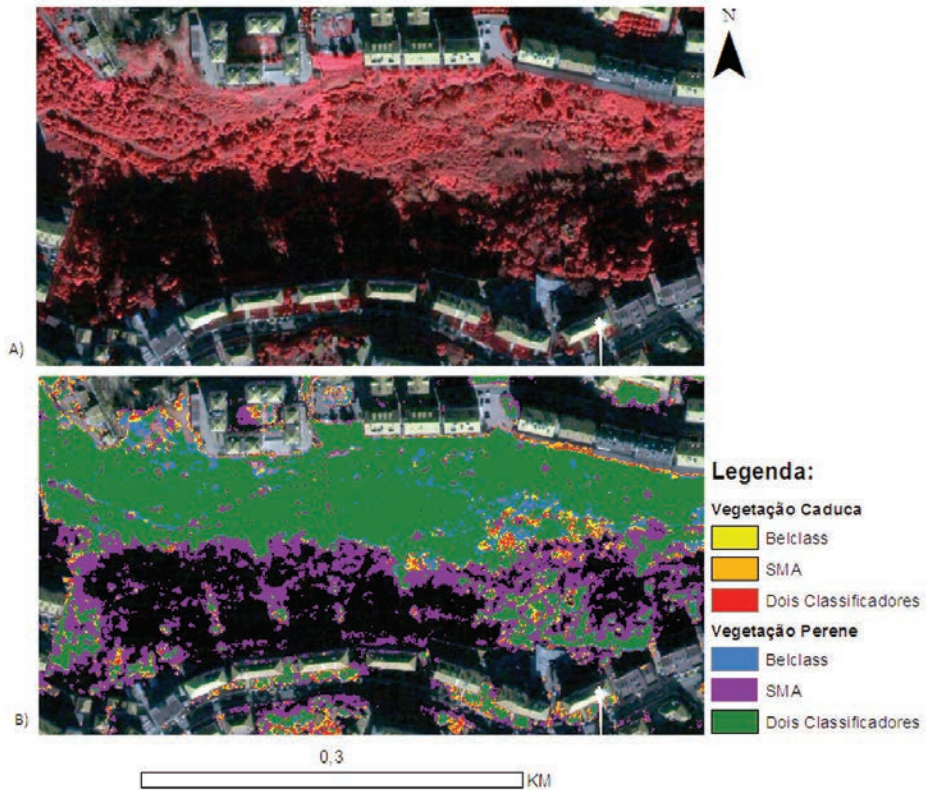 N
A)
B)
Legenda:
Vegetação Caduca
Belclass
SMA
Dois Classificadores
Vegetação Perene
Belclass
SMA
Dois Classificadores
0,3
KM